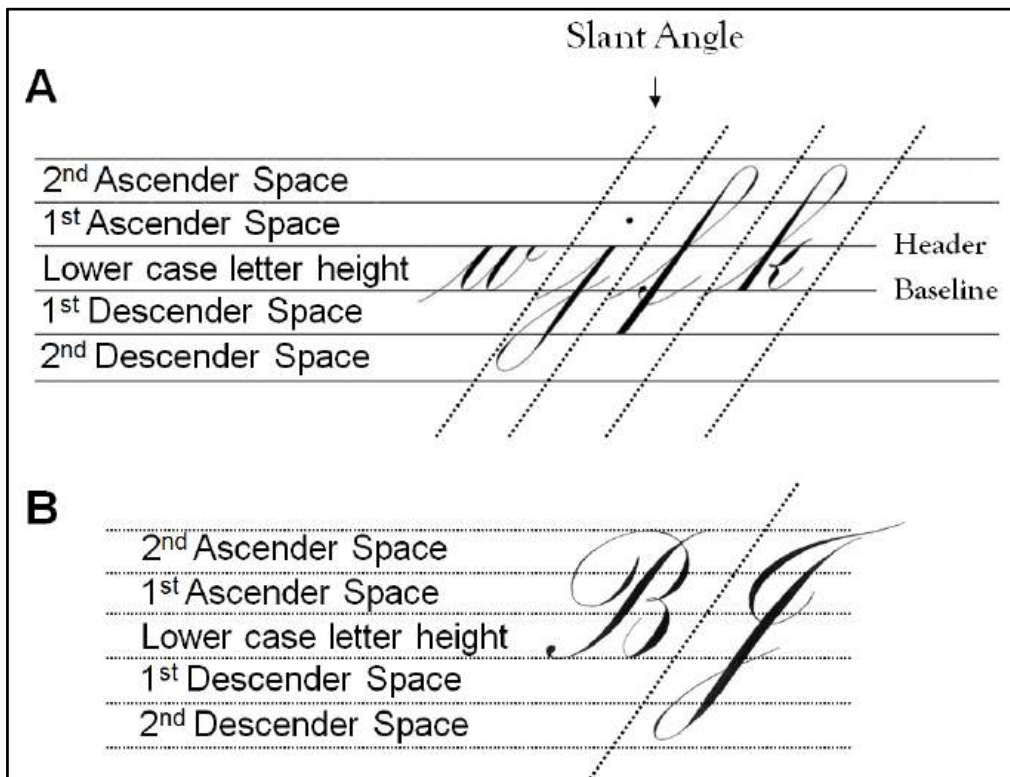 Slant Angle
↓
A
2nd Ascender Space
1st Ascender Space
Lower case letter height
1st Descender Space
2nd Descender Space
w j f k
Header
Baseline
B
2nd Ascender Space
1st Ascender Space
Lower case letter height
1st Descender Space
2nd Descender Space
B J